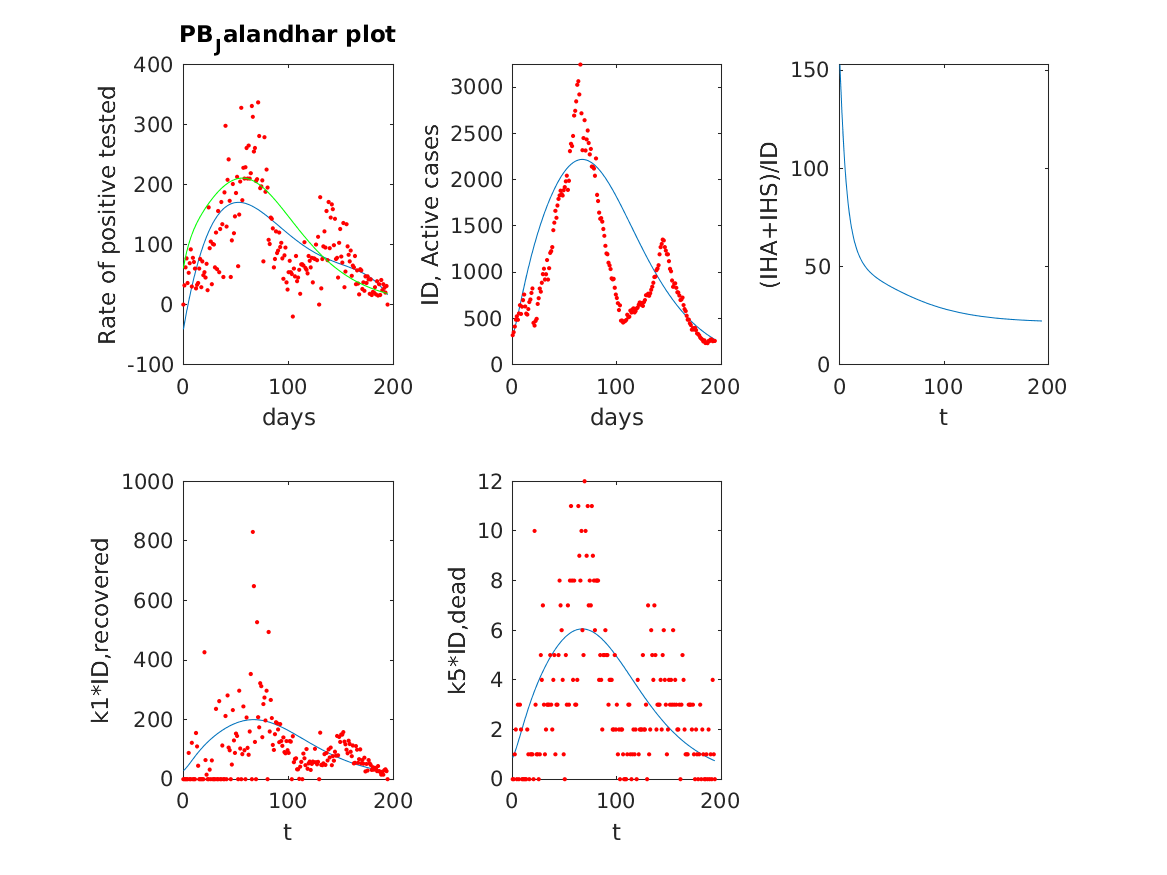 PB_Jalandhar plot
400
300
200
100
0
-100
Rate of positive tested
0 100 200
days
3000
2500
2000
1500
1000
500
0
ID, Active cases
0 100 200
days
150
100
50
0
(IHA+IHS)/ID
0 100 200
t
1000
800
600
400
200
0
k1*ID,recovered
0 100 200
t
12
10
8
6
4
2
0
k5*ID,dead
0 100 200
t